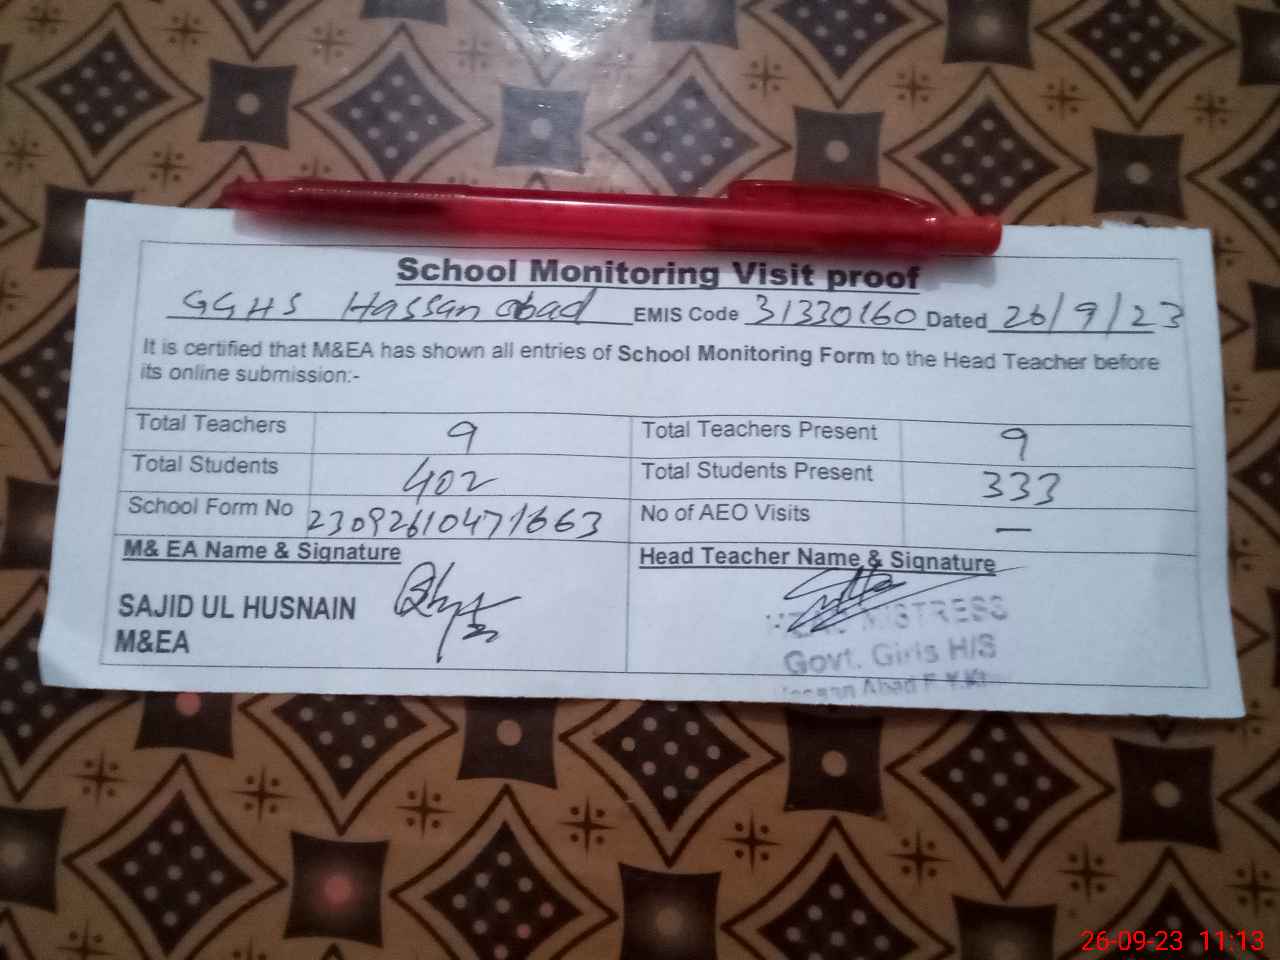 School Monitoring Visit proof
GGHS Hassan abad EMIS Code 31330160 Dated 26/9/23
It is certified that M&EA has shown all entries of School Monitoring Form to the Head Teacher before
its online submission:-
Total Teachers 9 Total Teachers Present 9
Total Students 402 Total Students Present 333
School Form No 23092610471663 No of AEO Visits —
M& EA Name & Signature Head Teacher Name & Signature
SAJID UL HUSNAIN
M&EA
Govt. Girls H/S
Abad
26-09-23 11:13